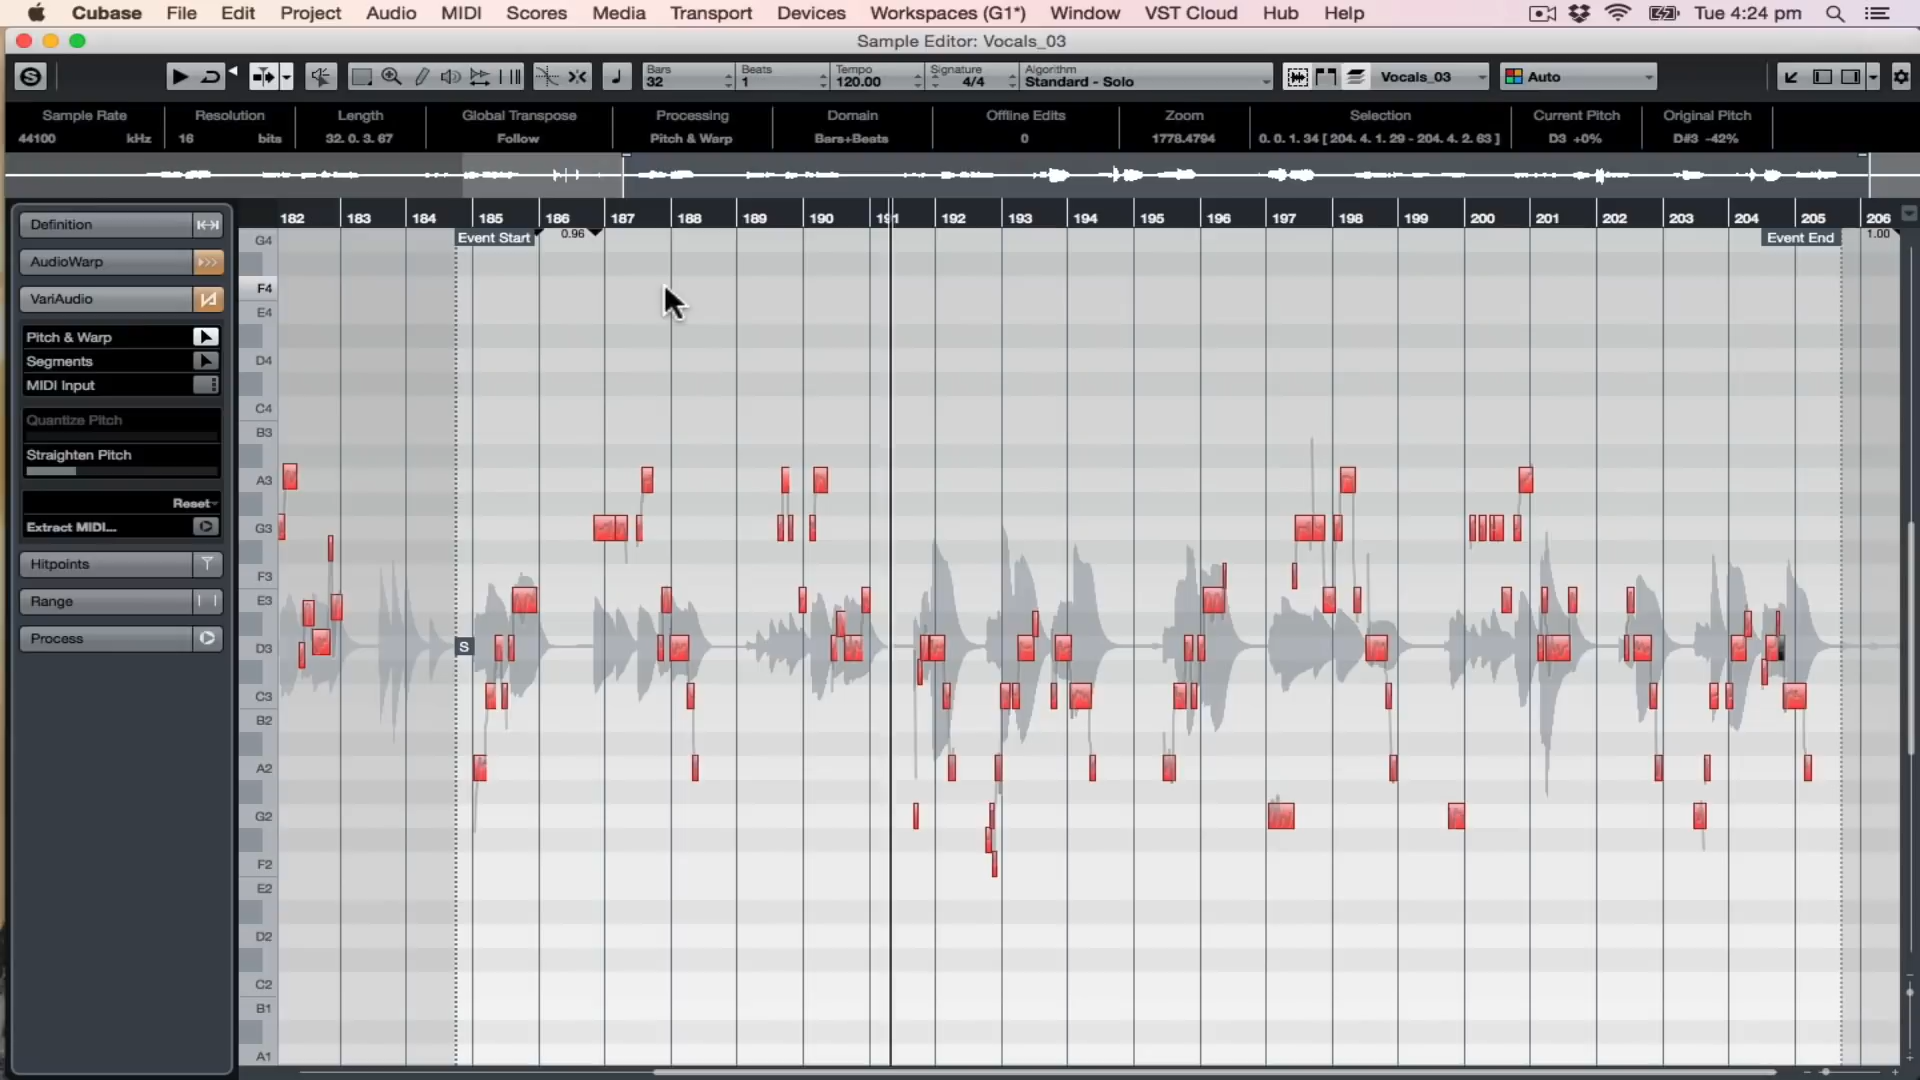 Cubase File Edit Project Audio MIDI Scores Media Transport Devices Workspaces (G1*) Window VST Cloud Hub Help Tue 4:24 pm
Sample Editor: Vocals_03
Bars 32 Beats 1 Tempo 120.00 Signature 4/4 Algorithm Standard - Solo Vocals_03 Auto
Sample Rate Resolution Length Global Transpose Processing Domain Offline Edits Zoom Selection Current Pitch Original Pitch
44100 kHz 16 bits 32. 0. 3. 67 Follow Pitch & Warp Bars+Beats 0 1778.4794 0. 0. 1. 34 [ 204. 4. 1. 29 - 204. 4. 2. 63 ] D3 +0% D#3 -42%
182 183 184 185 186 187 188 189 190 191 192 193 194 195 196 197 198 199 200 201 202 203 204 205 206
Event Start 0.96 Event End 1.00
Definition
AudioWarp
VariAudio
Pitch & Warp
Segments
MIDI Input
Quantize Pitch
Straighten Pitch
Reset
Extract MIDI...
Hitpoints
Range
Process
G4
F4
E4
D4
C4
B3
A3
G3
F3
E3
D3
S
C3
B2
A2
G2
F2
E2
D2
C2
B1
A1